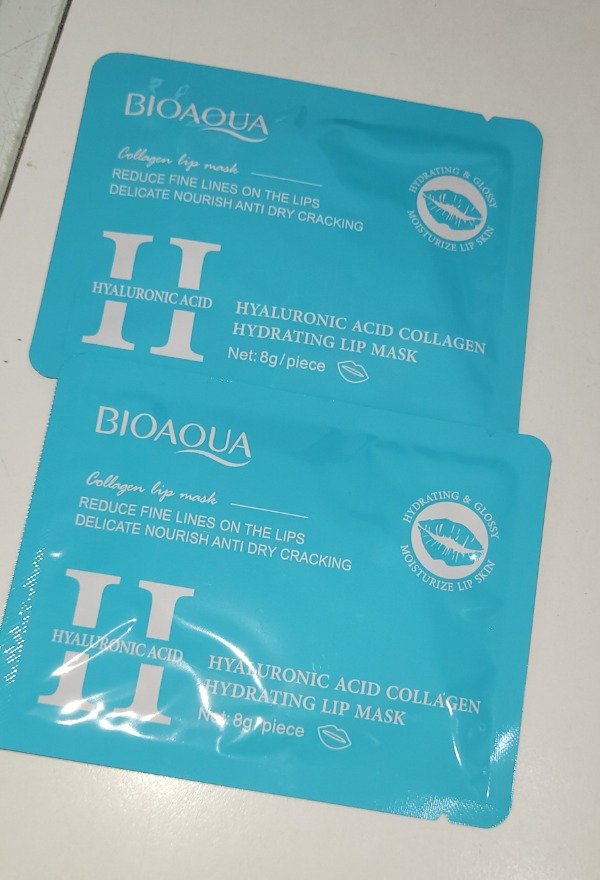 BIOAQUA
Collagen lip mask
REDUCE FINE LINES ON THE LIPS
DELICATE NOURISH ANTI DRY CRACKING
HYDRATING & GLOSSY
MOISTURIZE LIP SKIN
H
HYALURONIC ACID
HYALURONIC ACID COLLAGEN
HYDRATING LIP MASK
Net: 8g/piece
BIOAQUA
Collagen lip mask
REDUCE FINE LINES ON THE LIPS
DELICATE NOURISH ANTI DRY CRACKING
HYDRATING & GLOSSY
MOISTURIZE LIP SKIN
H
HYALURONIC ACID
HYALURONIC ACID COLLAGEN
HYDRATING LIP MASK
Net: 8g/piece